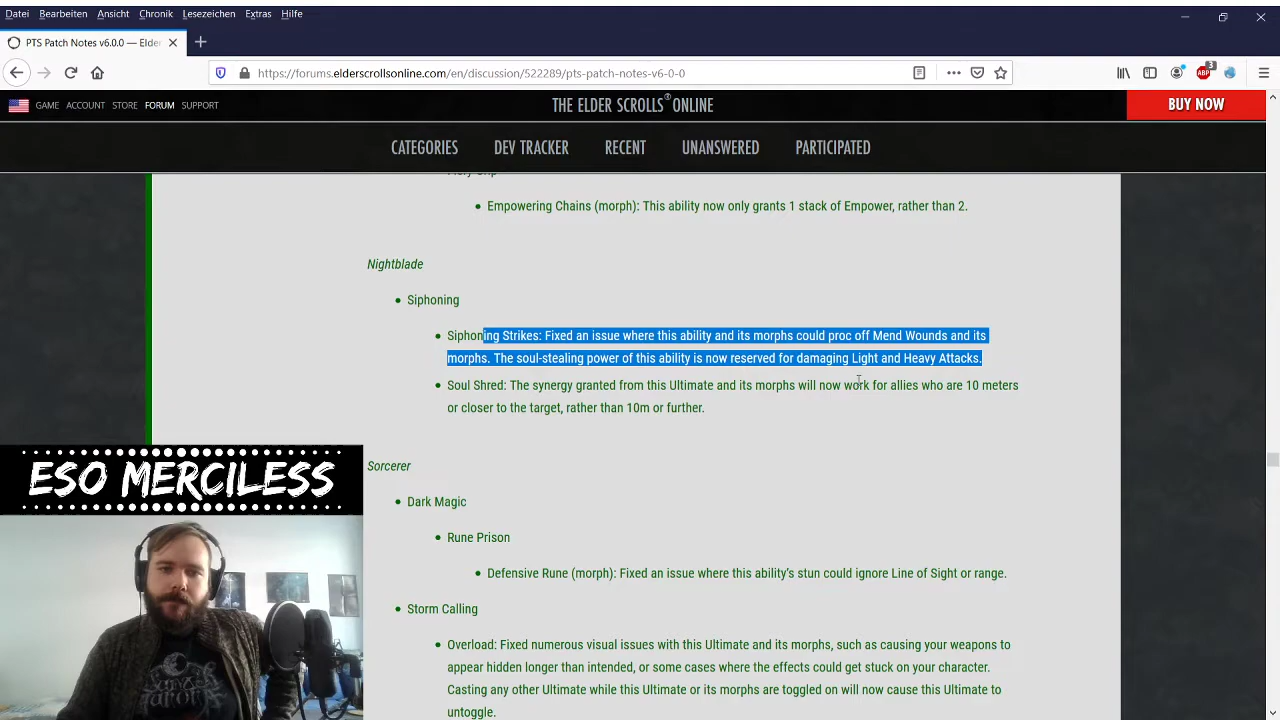 Datei Bearbeiten Ansicht Chronik Lesezeichen Extras Hilfe
PTS Patch Notes v6.0.0 — Elder
https://forums.elderscrollsonline.com/en/discussion/522289/pts-patch-notes-v6-0-0
ABP 3
GAME ACCOUNT STORE FORUM SUPPORT
THE ELDER SCROLLS® ONLINE
BUY NOW
CATEGORIES DEV TRACKER RECENT UNANSWERED PARTICIPATED
• Empowering Chains (morph): This ability now only grants 1 stack of Empower, rather than 2.
Nightblade
• Siphoning
• Siphoning Strikes: Fixed an issue where this ability and its morphs could proc off Mend Wounds and its
morphs. The soul-stealing power of this ability is now reserved for damaging Light and Heavy Attacks.
• Soul Shred: The synergy granted from this Ultimate and its morphs will now work for allies who are 10 meters
or closer to the target, rather than 10m or further.
ESO MERCILESS
Sorcerer
• Dark Magic
• Rune Prison
• Defensive Rune (morph): Fixed an issue where this ability's stun could ignore Line of Sight or range.
• Storm Calling
• Overload: Fixed numerous visual issues with this Ultimate and its morphs, such as causing your weapons to
appear hidden longer than intended, or some cases where the effects could get stuck on your character.
Casting any other Ultimate while this Ultimate or its morphs are toggled on will now cause this Ultimate to
untoggle.